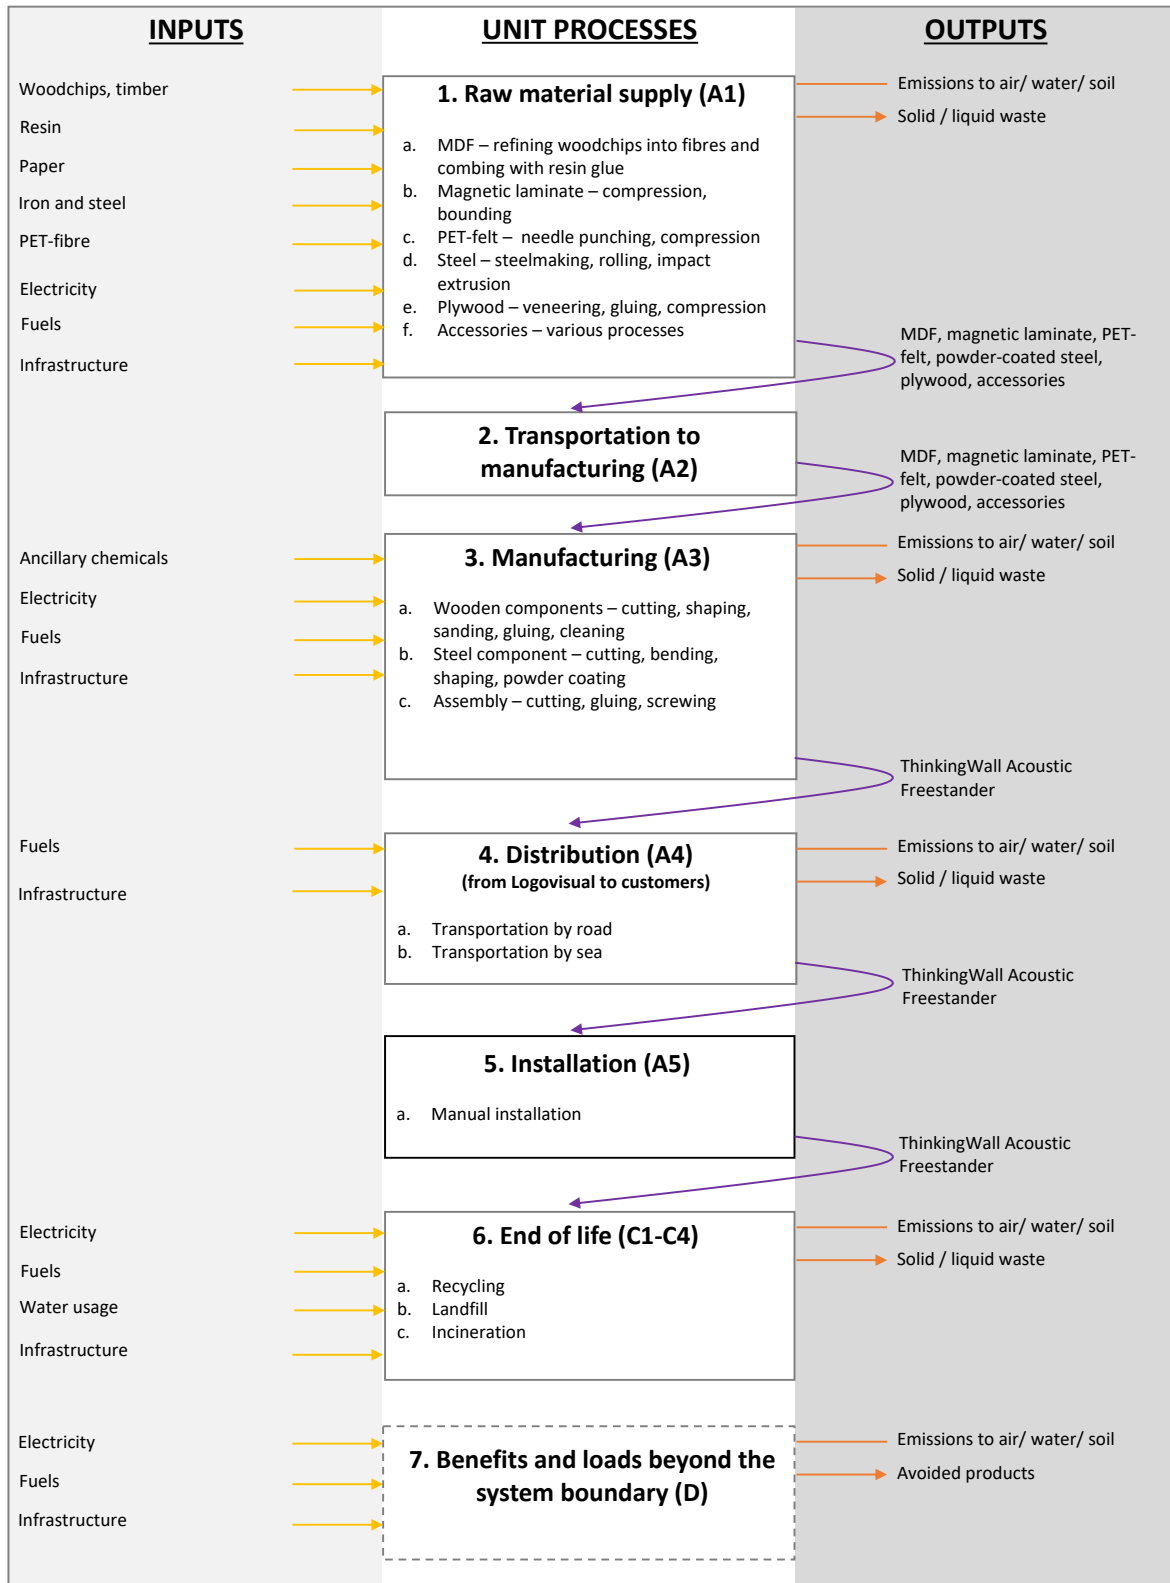 INPUTS
UNIT PROCESSES
OUTPUTS
Woodchips, timber
Resin
Paper
Iron and steel
PET-fibre
Electricity
Fuels
Infrastructure
1. Raw material supply (A1)
a. MDF – refining woodchips into fibres and
combing with resin glue
b. Magnetic laminate – compression,
bounding
c. PET-felt – needle punching, compression
d. Steel – steelmaking, rolling, impact
extrusion
e. Plywood – veneering, gluing, compression
f. Accessories – various processes
Emissions to air/ water/ soil
Solid / liquid waste
MDF, magnetic laminate, PET-
felt, powder-coated steel,
plywood, accessories
2. Transportation to
manufacturing (A2)
MDF, magnetic laminate, PET-
felt, powder-coated steel,
plywood, accessories
Ancillary chemicals
Electricity
Fuels
Infrastructure
3. Manufacturing (A3)
a. Wooden components – cutting, shaping,
sanding, gluing, cleaning
b. Steel component – cutting, bending,
shaping, powder coating
c. Assembly – cutting, gluing, screwing
Emissions to air/ water/ soil
Solid / liquid waste
ThinkingWall Acoustic
Freestander
Fuels
Infrastructure
4. Distribution (A4)
(from Logovisual to customers)
a. Transportation by road
b. Transportation by sea
Emissions to air/ water/ soil
Solid / liquid waste
ThinkingWall Acoustic
Freestander
5. Installation (A5)
a. Manual installation
ThinkingWall Acoustic
Freestander
Electricity
Fuels
Water usage
Infrastructure
6. End of life (C1-C4)
a. Recycling
b. Landfill
c. Incineration
Emissions to air/ water/ soil
Solid / liquid waste
Electricity
Fuels
Infrastructure
7. Benefits and loads beyond the
system boundary (D)
Emissions to air/ water/ soil
Avoided products